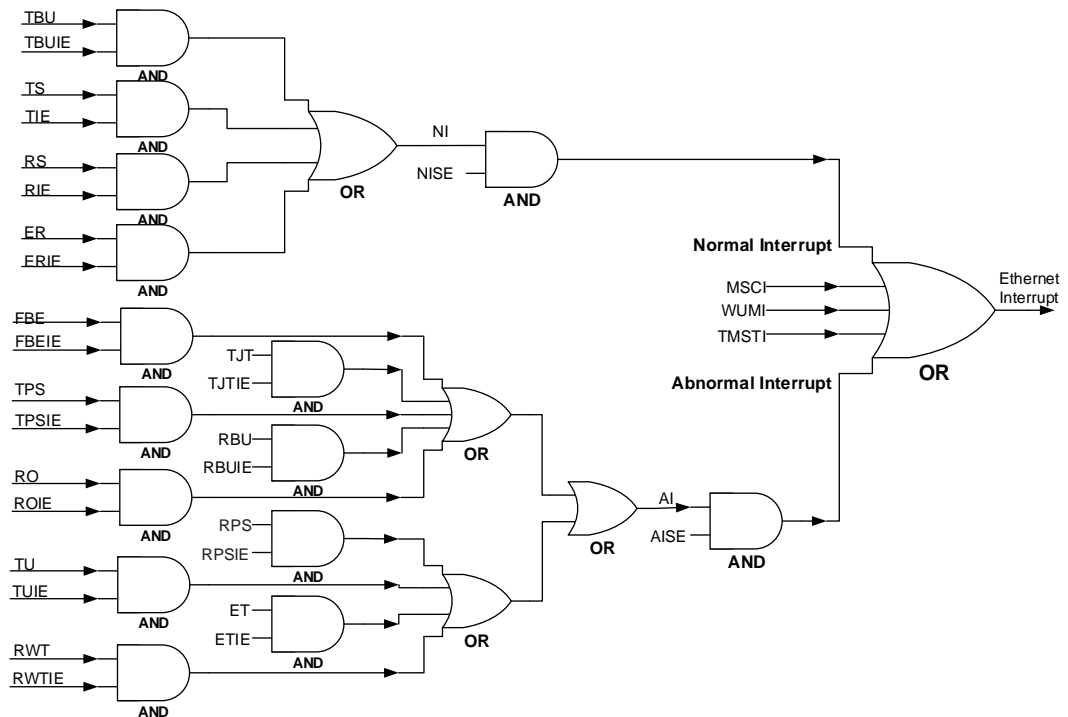 TBU
TBUIE
AND
TS
TIE
AND
RS
RIE
AND
ER
ERIE
AND
OR
NI
NISE
AND
Normal Interrupt
MSCI
WUMI
TMSTI
Abnormal Interrupt
OR
Ethernet
Interrupt
FBE
FBEIE
AND
TJT
TJTIE
AND
TPS
TPSIE
AND
RBU
RBUIE
AND
OR
RO
ROIE
AND
RPS
RPSIE
AND
OR
AI
AISE
AND
TU
TUIE
AND
ET
ETIE
AND
OR
RWT
RWTIE
AND